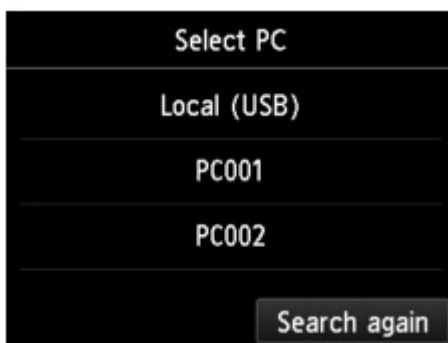 Select PC
Local (USB)
PC001
PC002
Search again